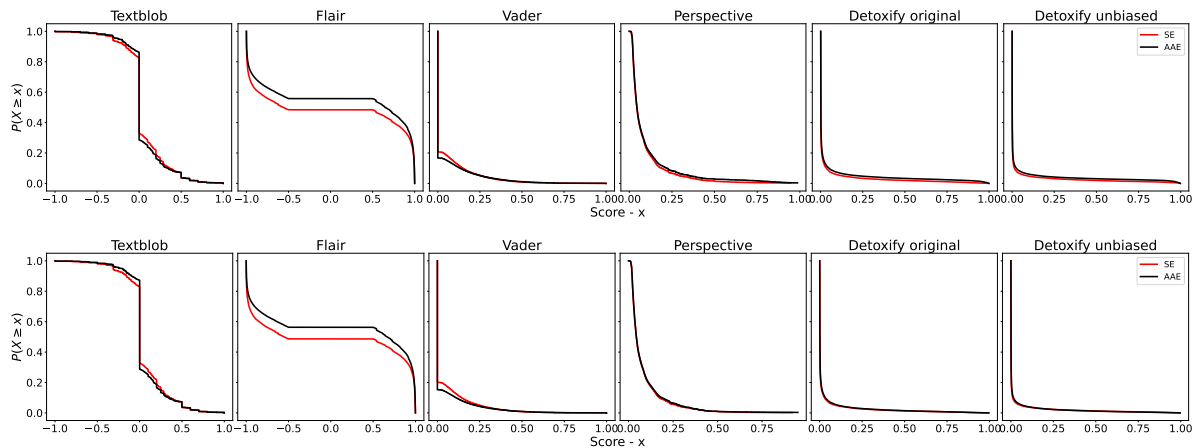 Textblob Flair Vader Perspective Detoxify original Detoxify unbiased
SE
AAE
P(X ≥ x)
1.0
0.8
0.6
0.4
0.2
0.0
−1.0 −0.5 0.0 0.5 1.0 −1.0 −0.5 0.0 0.5 1.0 0.00 0.25 0.50 0.75 1.00 0.00 0.25 0.50 0.75 1.00 0.00 0.25 0.50 0.75 1.00 0.00 0.25 0.50 0.75 1.00
Score - x
Textblob Flair Vader Perspective Detoxify original Detoxify unbiased
SE
AAE
P(X ≥ x)
1.0
0.8
0.6
0.4
0.2
0.0
−1.0 −0.5 0.0 0.5 1.0 −1.0 −0.5 0.0 0.5 1.0 0.00 0.25 0.50 0.75 1.00 0.00 0.25 0.50 0.75 1.00 0.00 0.25 0.50 0.75 1.00 0.00 0.25 0.50 0.75 1.00
Score - x